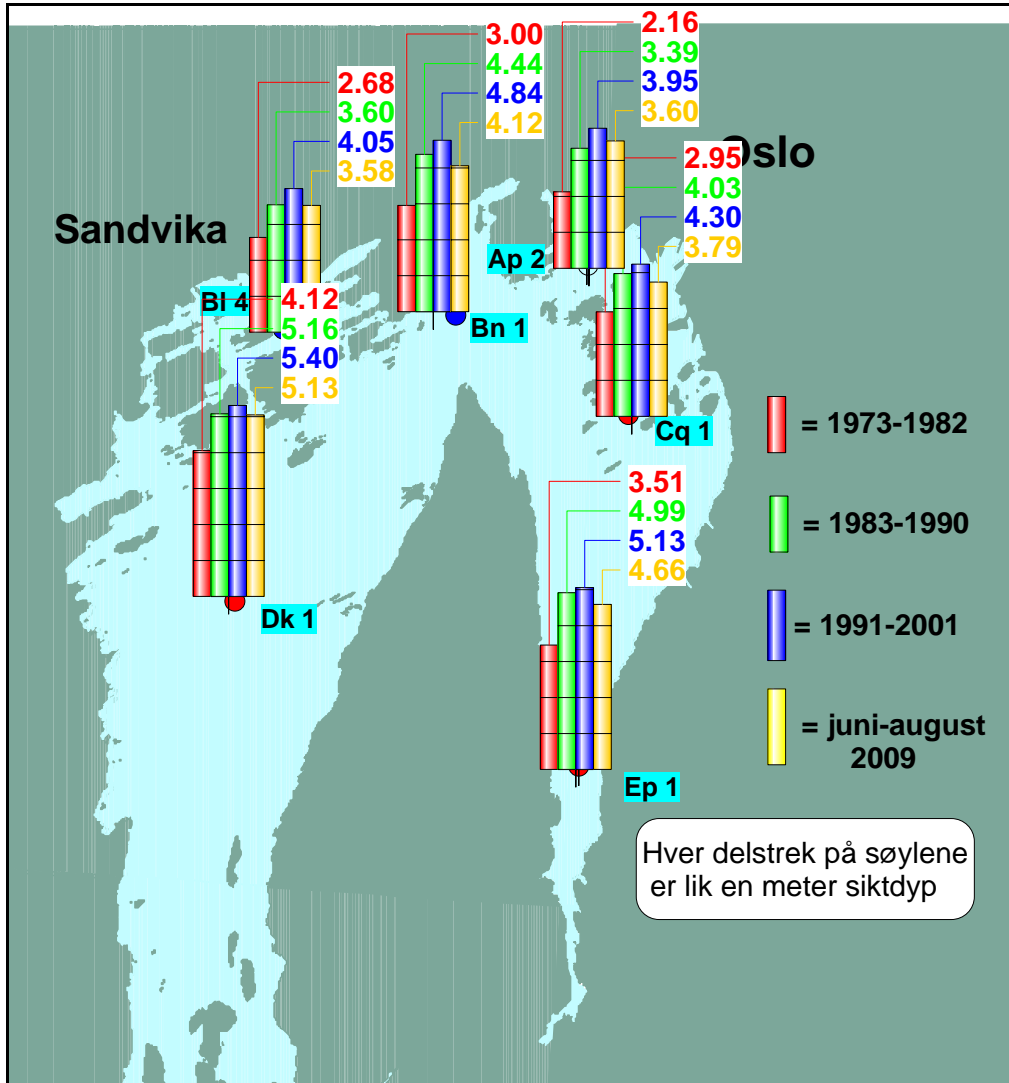 2.16
3.39
3.95
3.60
3.00
4.44
4.84
4.12
2.68
3.60
4.05
3.58
Oslo
2.95
4.03
4.30
3.79
Sandvika
Ap 2
Bl 4
Bn 1
4.12
5.16
5.40
5.13
Cq 1
= 1973-1982
3.51
4.99
5.13
4.66
= 1983-1990
Dk 1
= 1991-2001
= juni-august
2009
Ep 1
Hver delstrek på søylene
er lik en meter siktdyp